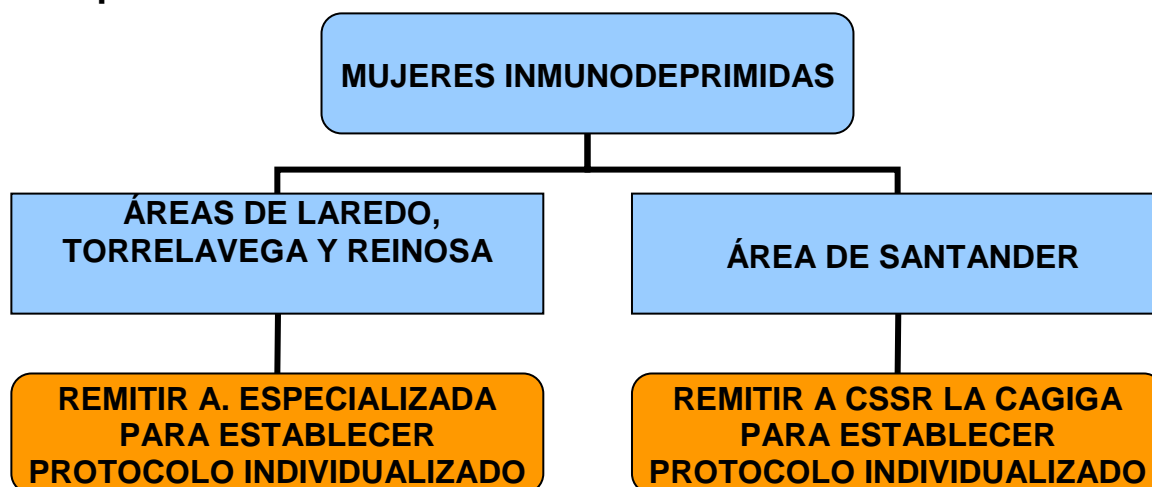 MUJERES INMUNODEPRIMIDAS
ÁREAS DE LAREDO,
TORRELAVEGA Y REINOSA
ÁREA DE SANTANDER
REMITIR A. ESPECIALIZADA
PARA ESTABLECER
PROTOCOLO INDIVIDUALIZADO
REMITIR A CSSR LA CAGIGA
PARA ESTABLECER
PROTOCOLO INDIVIDUALIZADO